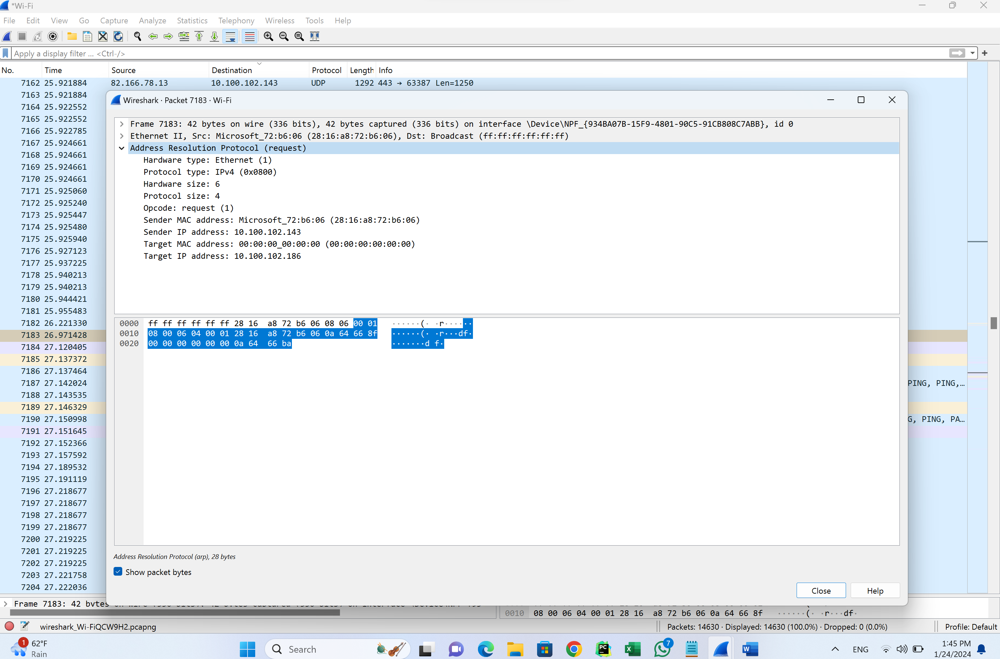 *Wi-Fi
File Edit View Go Capture Analyze Statistics Telephony Wireless Tools Help
Apply a display filter ... <Ctrl-/>
No. Time Source Destination Protocol Length Info
7162 25.921884 82.166.78.13 10.100.102.143 UDP 1292 443 → 63387 Len=1250
7163 25.921884
7164 25.922552
7165 25.922552
7166 25.922785
7167 25.924661
7168 25.924661
7169 25.924661
7170 25.924661
7171 25.925060
7172 25.925240
7173 25.925447
7174 25.925480
7175 25.925940
7176 25.927123
7177 25.937225
7178 25.940213
7179 25.940213
7180 25.944421
7181 25.955483
7182 26.221330
7183 26.971428
7184 27.120405
7185 27.137372
7186 27.137464
7187 27.142024 PING, PING,…
7188 27.143535
7189 27.146329
7190 27.150998 G, PING, PA…
7191 27.151645
7192 27.152366
7193 27.157592
7194 27.189532
7195 27.191119
7196 27.218677
7197 27.218677
7198 27.218677
7199 27.218677
7200 27.219225
7201 27.219225
7202 27.219225
7203 27.221758
7204 27.222036
Wireshark · Packet 7183 · Wi-Fi
Frame 7183: 42 bytes on wire (336 bits), 42 bytes captured (336 bits) on interface \Device\NPF_{934BA07B-15F9-4801-90C5-91CB808C7ABB}, id 0
Ethernet II, Src: Microsoft_72:b6:06 (28:16:a8:72:b6:06), Dst: Broadcast (ff:ff:ff:ff:ff:ff)
Address Resolution Protocol (request)
Hardware type: Ethernet (1)
Protocol type: IPv4 (0x0800)
Hardware size: 6
Protocol size: 4
Opcode: request (1)
Sender MAC address: Microsoft_72:b6:06 (28:16:a8:72:b6:06)
Sender IP address: 10.100.102.143
Target MAC address: 00:00:00_00:00:00 (00:00:00:00:00:00)
Target IP address: 10.100.102.186
0000 ff ff ff ff ff ff 28 16 a8 72 b6 06 08 06 00 01 ······(· ·r······
0010 08 00 06 04 00 01 28 16 a8 72 b6 06 0a 64 66 8f ······(· ·r···df·
0020 00 00 00 00 00 00 0a 64 66 ba ·······d f·
Address Resolution Protocol (arp), 28 bytes
Show packet bytes
Close Help
Frame 7183: 42 bytes
0010 08 00 06 04 00 01 28 16 a8 72 b6 06 0a 64 66 8f ······(· ·r···df·
wireshark_Wi-FiQCW9H2.pcapng Packets: 14630 · Displayed: 14630 (100.0%) · Dropped: 0 (0.0%) Profile: Default
1 62°F
Rain
Search
PC
X
7
W
ENG
1:45 PM
1/24/2024